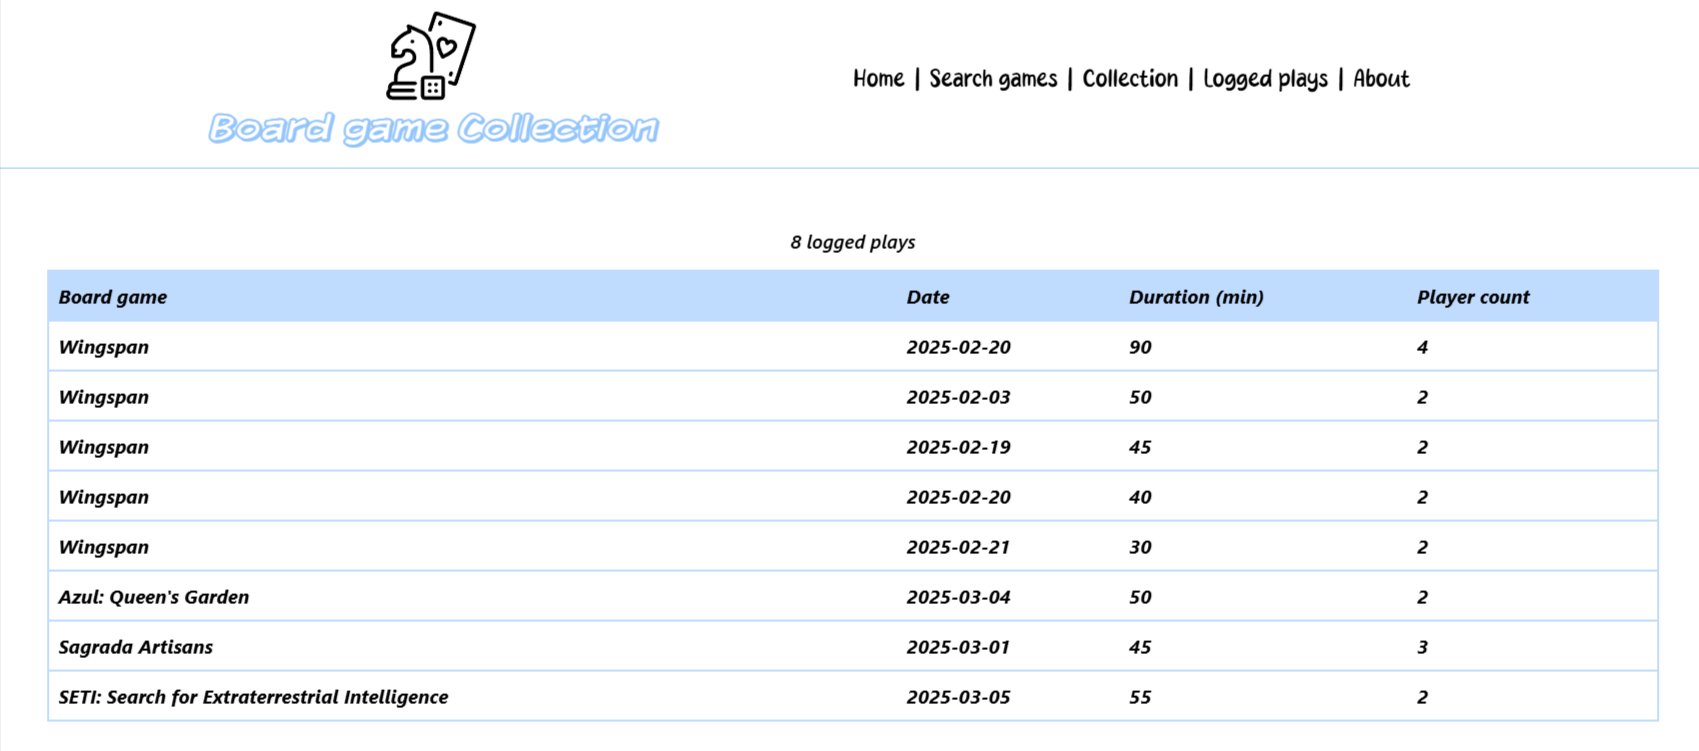 Board game Collection
Home | Search games | Collection | Logged plays | About
8 logged plays
Board game Date Duration (min) Player count
Wingspan 2025-02-20 90 4
Wingspan 2025-02-03 50 2
Wingspan 2025-02-19 45 2
Wingspan 2025-02-20 40 2
Wingspan 2025-02-21 30 2
Azul: Queen's Garden 2025-03-04 50 2
Sagrada Artisans 2025-03-01 45 3
SETI: Search for Extraterrestrial Intelligence 2025-03-05 55 2